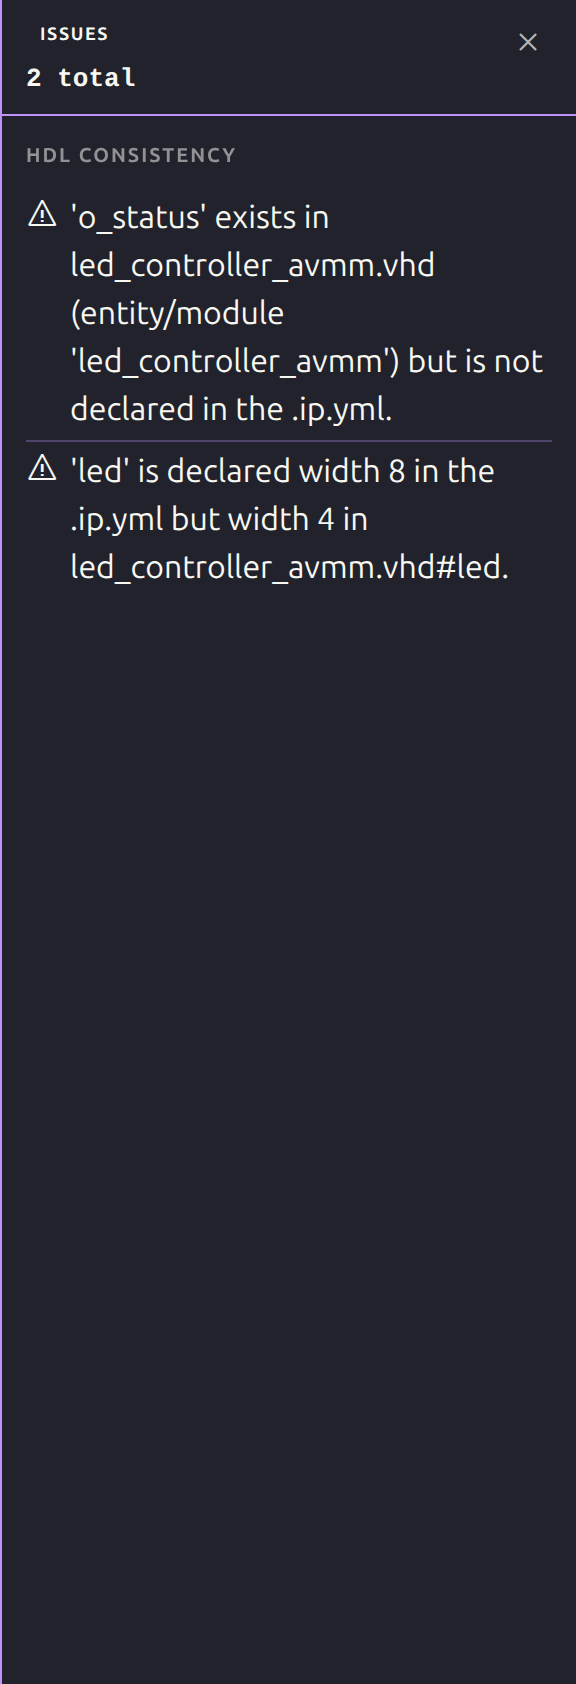 ISSUES
2 total
HDL CONSISTENCY
'o_status' exists in
led_controller_avmm.vhd
(entity/module
'led_controller_avmm') but is not
declared in the .ip.yml.
'led' is declared width 8 in the
.ip.yml but width 4 in
led_controller_avmm.vhd#led.